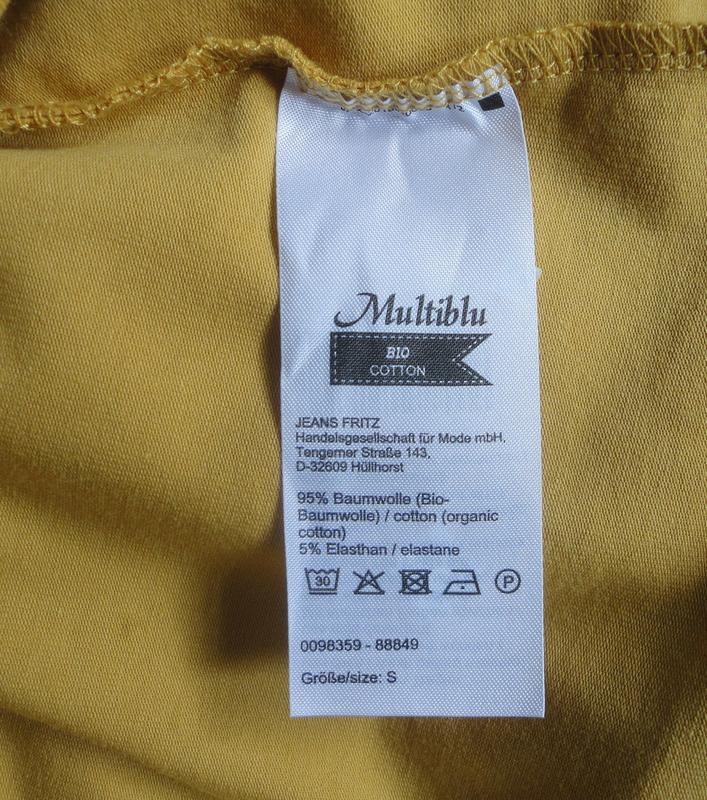 Multiblu
BIO
COTTON
JEANS FRITZ
Handelsgesellschaft für Mode mbH,
Tengerner Straße 143,
D-32609 Hüllhorst
95% Baumwolle (Bio-
Baumwolle) / cotton (organic
cotton)
5% Elasthan / elastane
30 P
0098359 - 88849
Größe/size: S